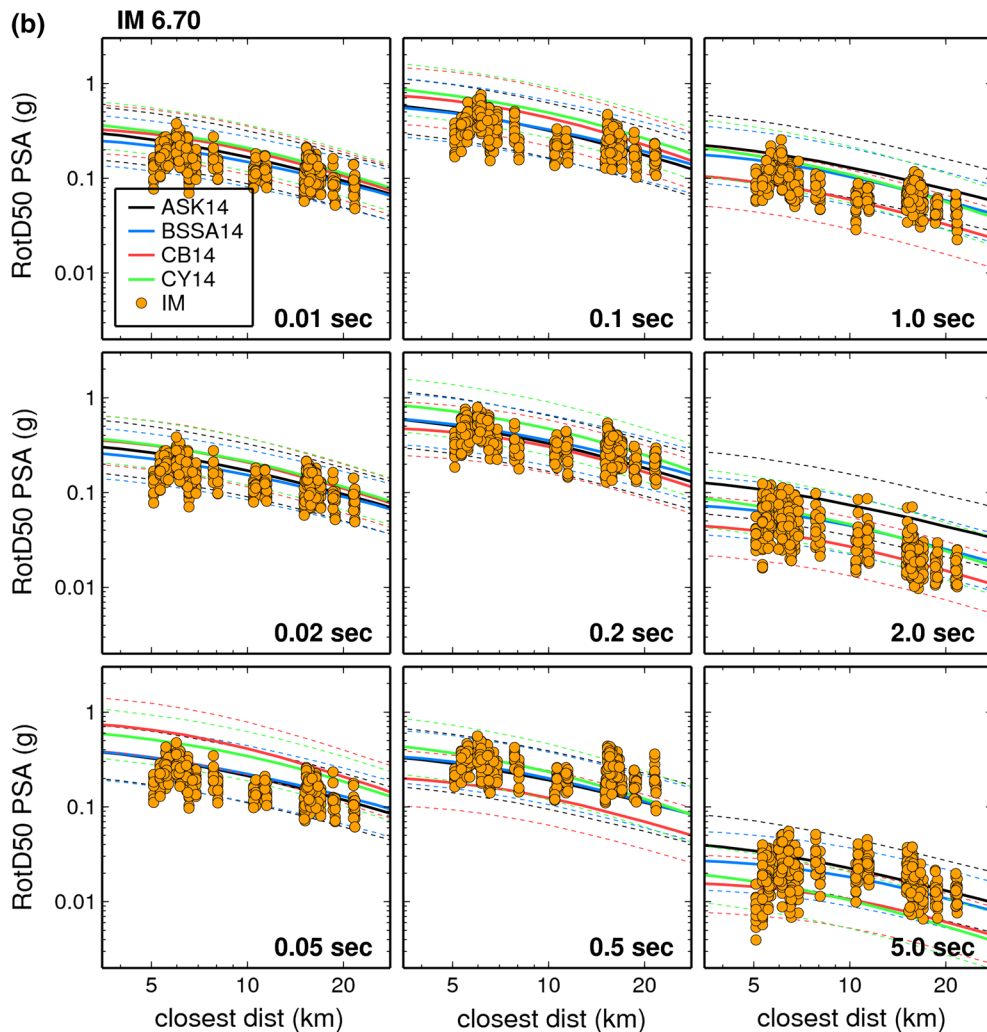 (b)
IM 6.70
RotD50 PSA (g)
1
0.1
0.01
ASK14
BSSA14
CB14
CY14
IM
0.01 sec
0.1 sec
1.0 sec
RotD50 PSA (g)
1
0.1
0.01
0.02 sec
0.2 sec
2.0 sec
RotD50 PSA (g)
1
0.1
0.01
0.05 sec
0.5 sec
5.0 sec
5 10 20
5 10 20
5 10 20
closest dist (km)
closest dist (km)
closest dist (km)